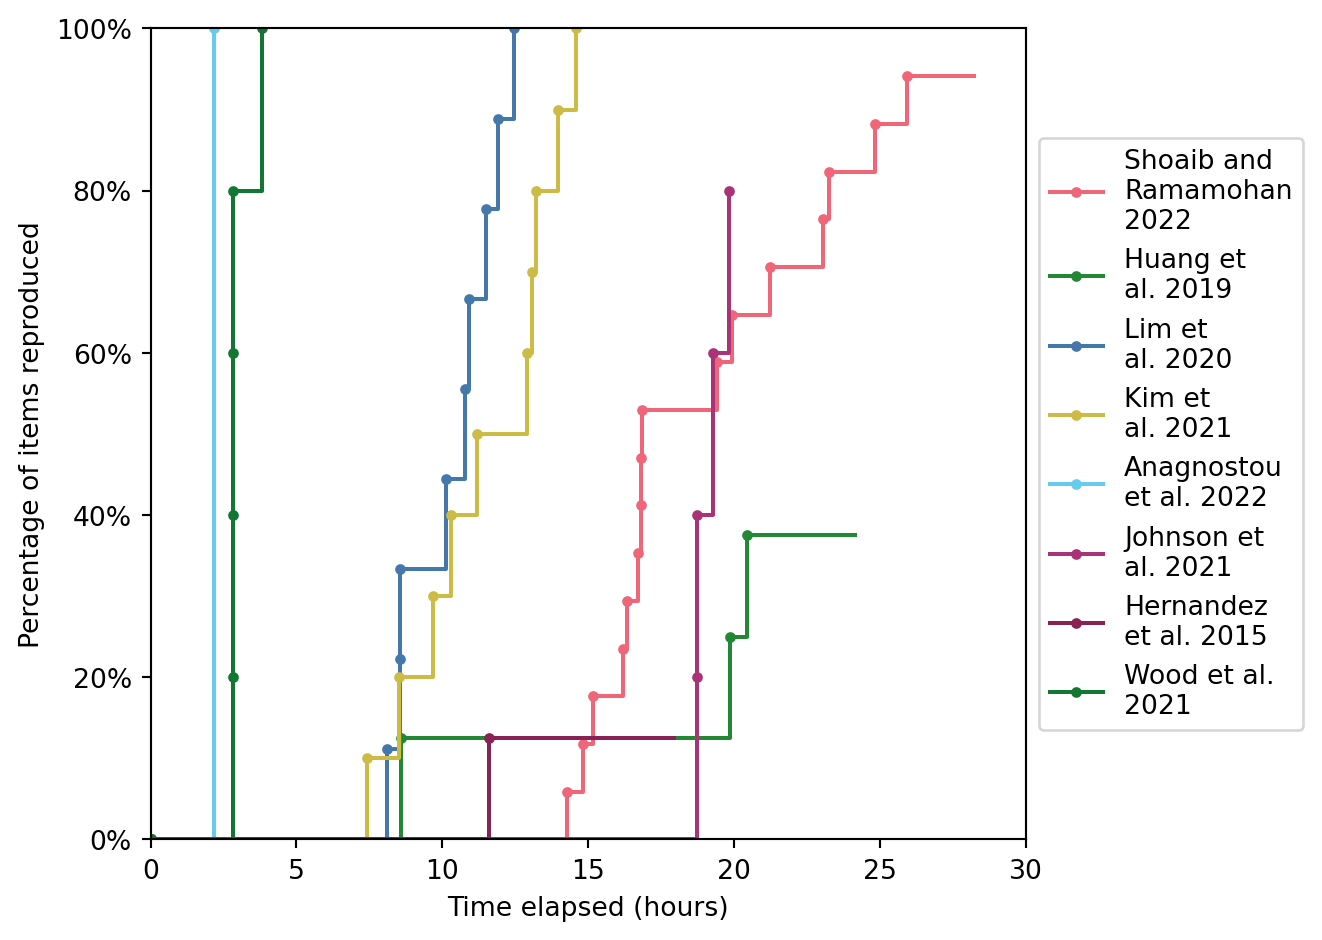 100%
80%
60%
40%
20%
0%
Percentage of items reproduced
0 5 10 15 20 25 30
Time elapsed (hours)
Shoaib and
Ramamohan
2022
Huang et
al. 2019
Lim et
al. 2020
Kim et
al. 2021
Anagnostou
et al. 2022
Johnson et
al. 2021
Hernandez
et al. 2015
Wood et al.
2021